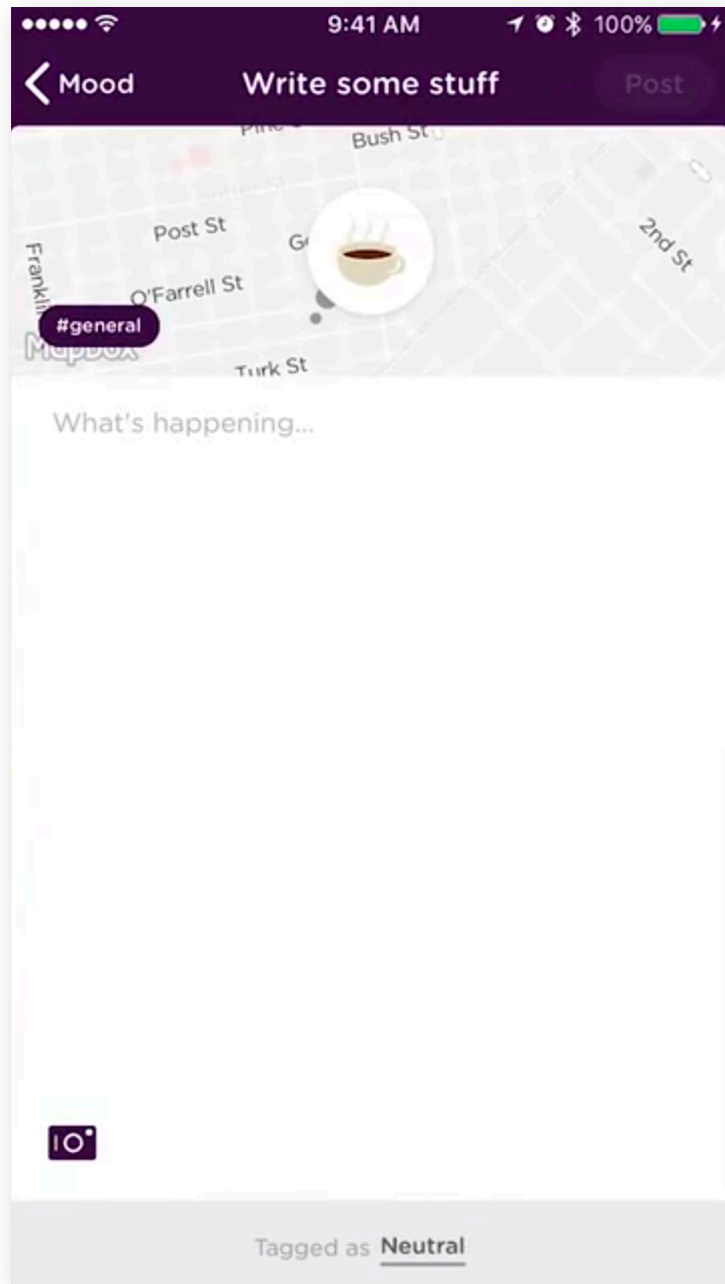 9:41 AM 100%
Mood Write some stuff Post
Bush St
Post St
2nd St
O'Farrell St
#general
Mapbox
Turk St
What's happening...
Tagged as Neutral